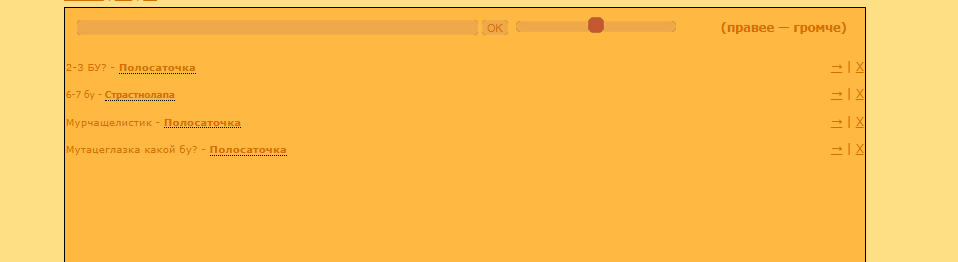 OK (правее — громче)
2-3 БУ? - Полосаточка → | X
6-7 бу - Страстнолапа → | X
Мурчащелистик - Полосаточка → | X
Мутацеглазка какой бу? - Полосаточка → | X